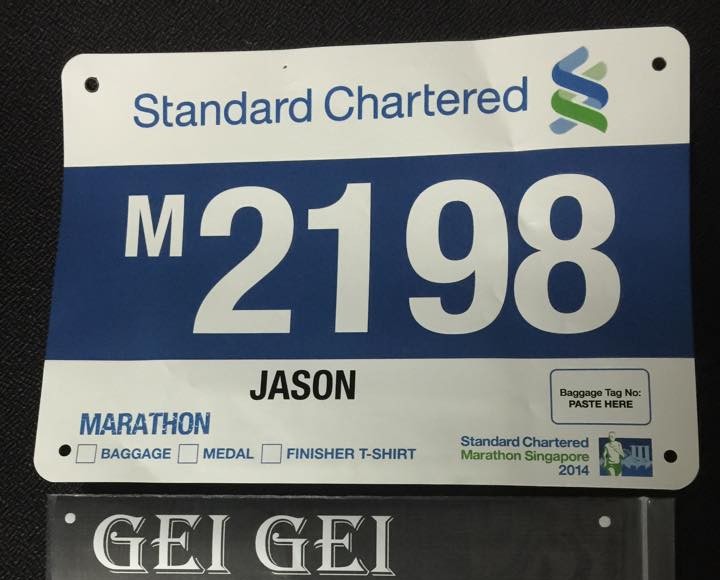 Standard Chartered
M2198
JASON
Baggage Tag No:
PASTE HERE
MARATHON
BAGGAGE MEDAL FINISHER T-SHIRT
Standard Chartered
Marathon Singapore
2014
GEI GEI